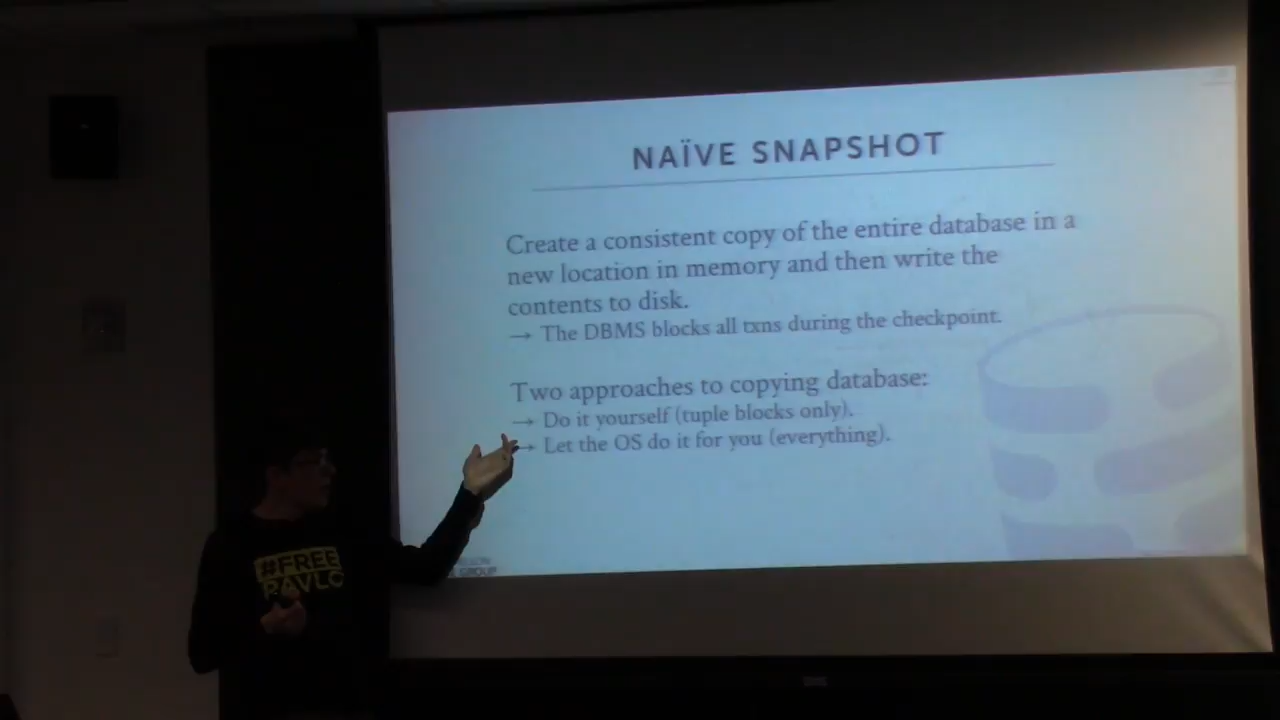 NAÏVE SNAPSHOT
Create a consistent copy of the entire database in a
new location in memory and then write the
contents to disk.
→ The DBMS blocks all txns during the checkpoint.
Two approaches to copying database:
→ Do it yourself (tuple blocks only).
→ Let the OS do it for you (everything).
#FREE
PAVLO
GROUP